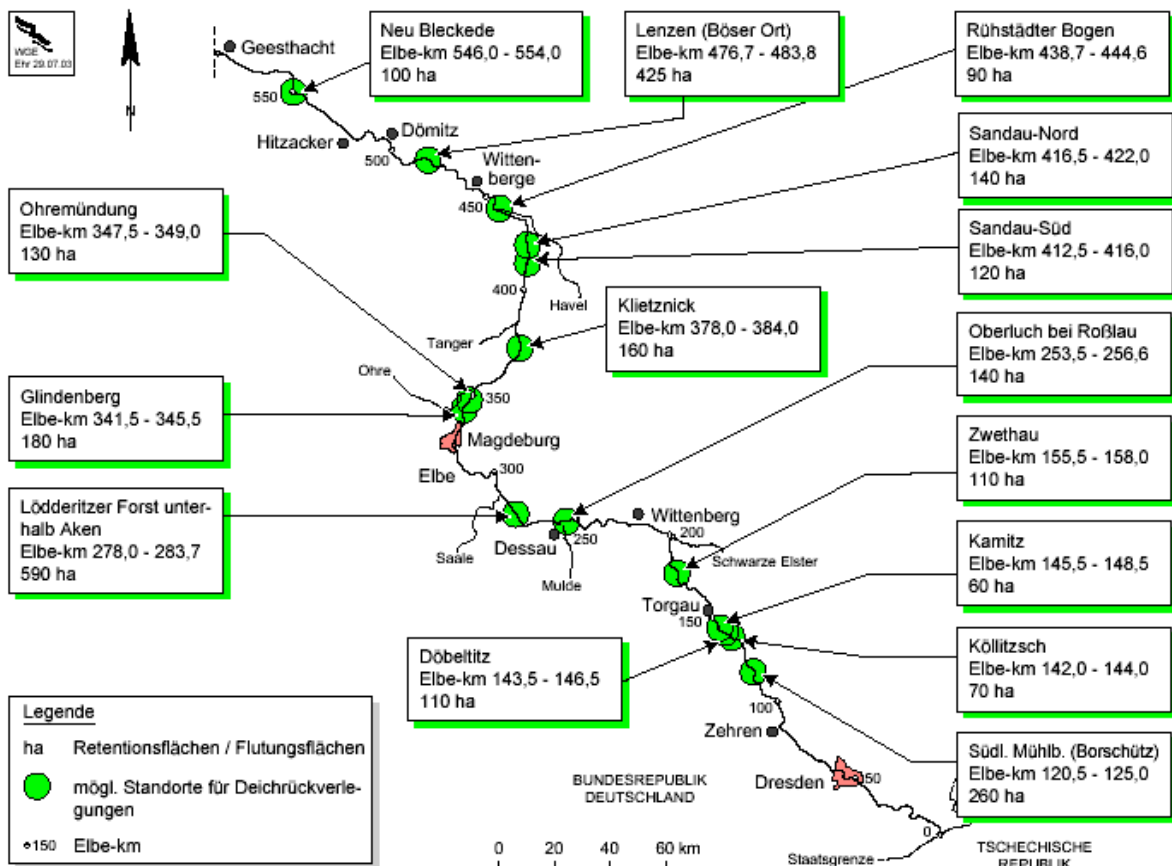 WGE
Ehr 29.07.03
N
Geesthacht
Neu Bleckede
Elbe-km 546,0 - 554,0
100 ha
Lenzen (Böser Ort)
Elbe-km 476,7 - 483,8
425 ha
Rühstädter Bogen
Elbe-km 438,7 - 444,6
90 ha
550
Hitzacker
Dömitz
500
Witten-
berge
450
Sandau-Nord
Elbe-km 416,5 - 422,0
140 ha
Ohremündung
Elbe-km 347,5 - 349,0
130 ha
Sandau-Süd
Elbe-km 412,5 - 416,0
120 ha
400
Havel
Klietznick
Elbe-km 378,0 - 384,0
160 ha
Tanger
Ohre
Oberluch bei Roßlau
Elbe-km 253,5 - 256,6
140 ha
Glindenberg
Elbe-km 341,5 - 345,5
180 ha
350
Magdeburg
Elbe
300
Zwethau
Elbe-km 155,5 - 158,0
110 ha
Lödderitzer Forst unter-
halb Aken
Elbe-km 278,0 - 283,7
590 ha
Saale
Dessau
250
Mulde
Wittenberg
200
Schwarze Elster
Kamitz
Elbe-km 145,5 - 148,5
60 ha
Torgau
150
Döbeltitz
Elbe-km 143,5 - 146,5
110 ha
Köllitzsch
Elbe-km 142,0 - 144,0
70 ha
100
Zehren
Südl. Mühlb. (Borschütz)
Elbe-km 120,5 - 125,0
260 ha
Legende
ha Retentionsflächen / Flutungsflächen
mögl. Standorte für Deichrückverle-
gungen
150 Elbe-km
BUNDESREPUBLIK
DEUTSCHLAND
Dresden
50
0
0 20 40 60 km
Staatsgrenze
TSCHECHISCHE
REPUBLIK